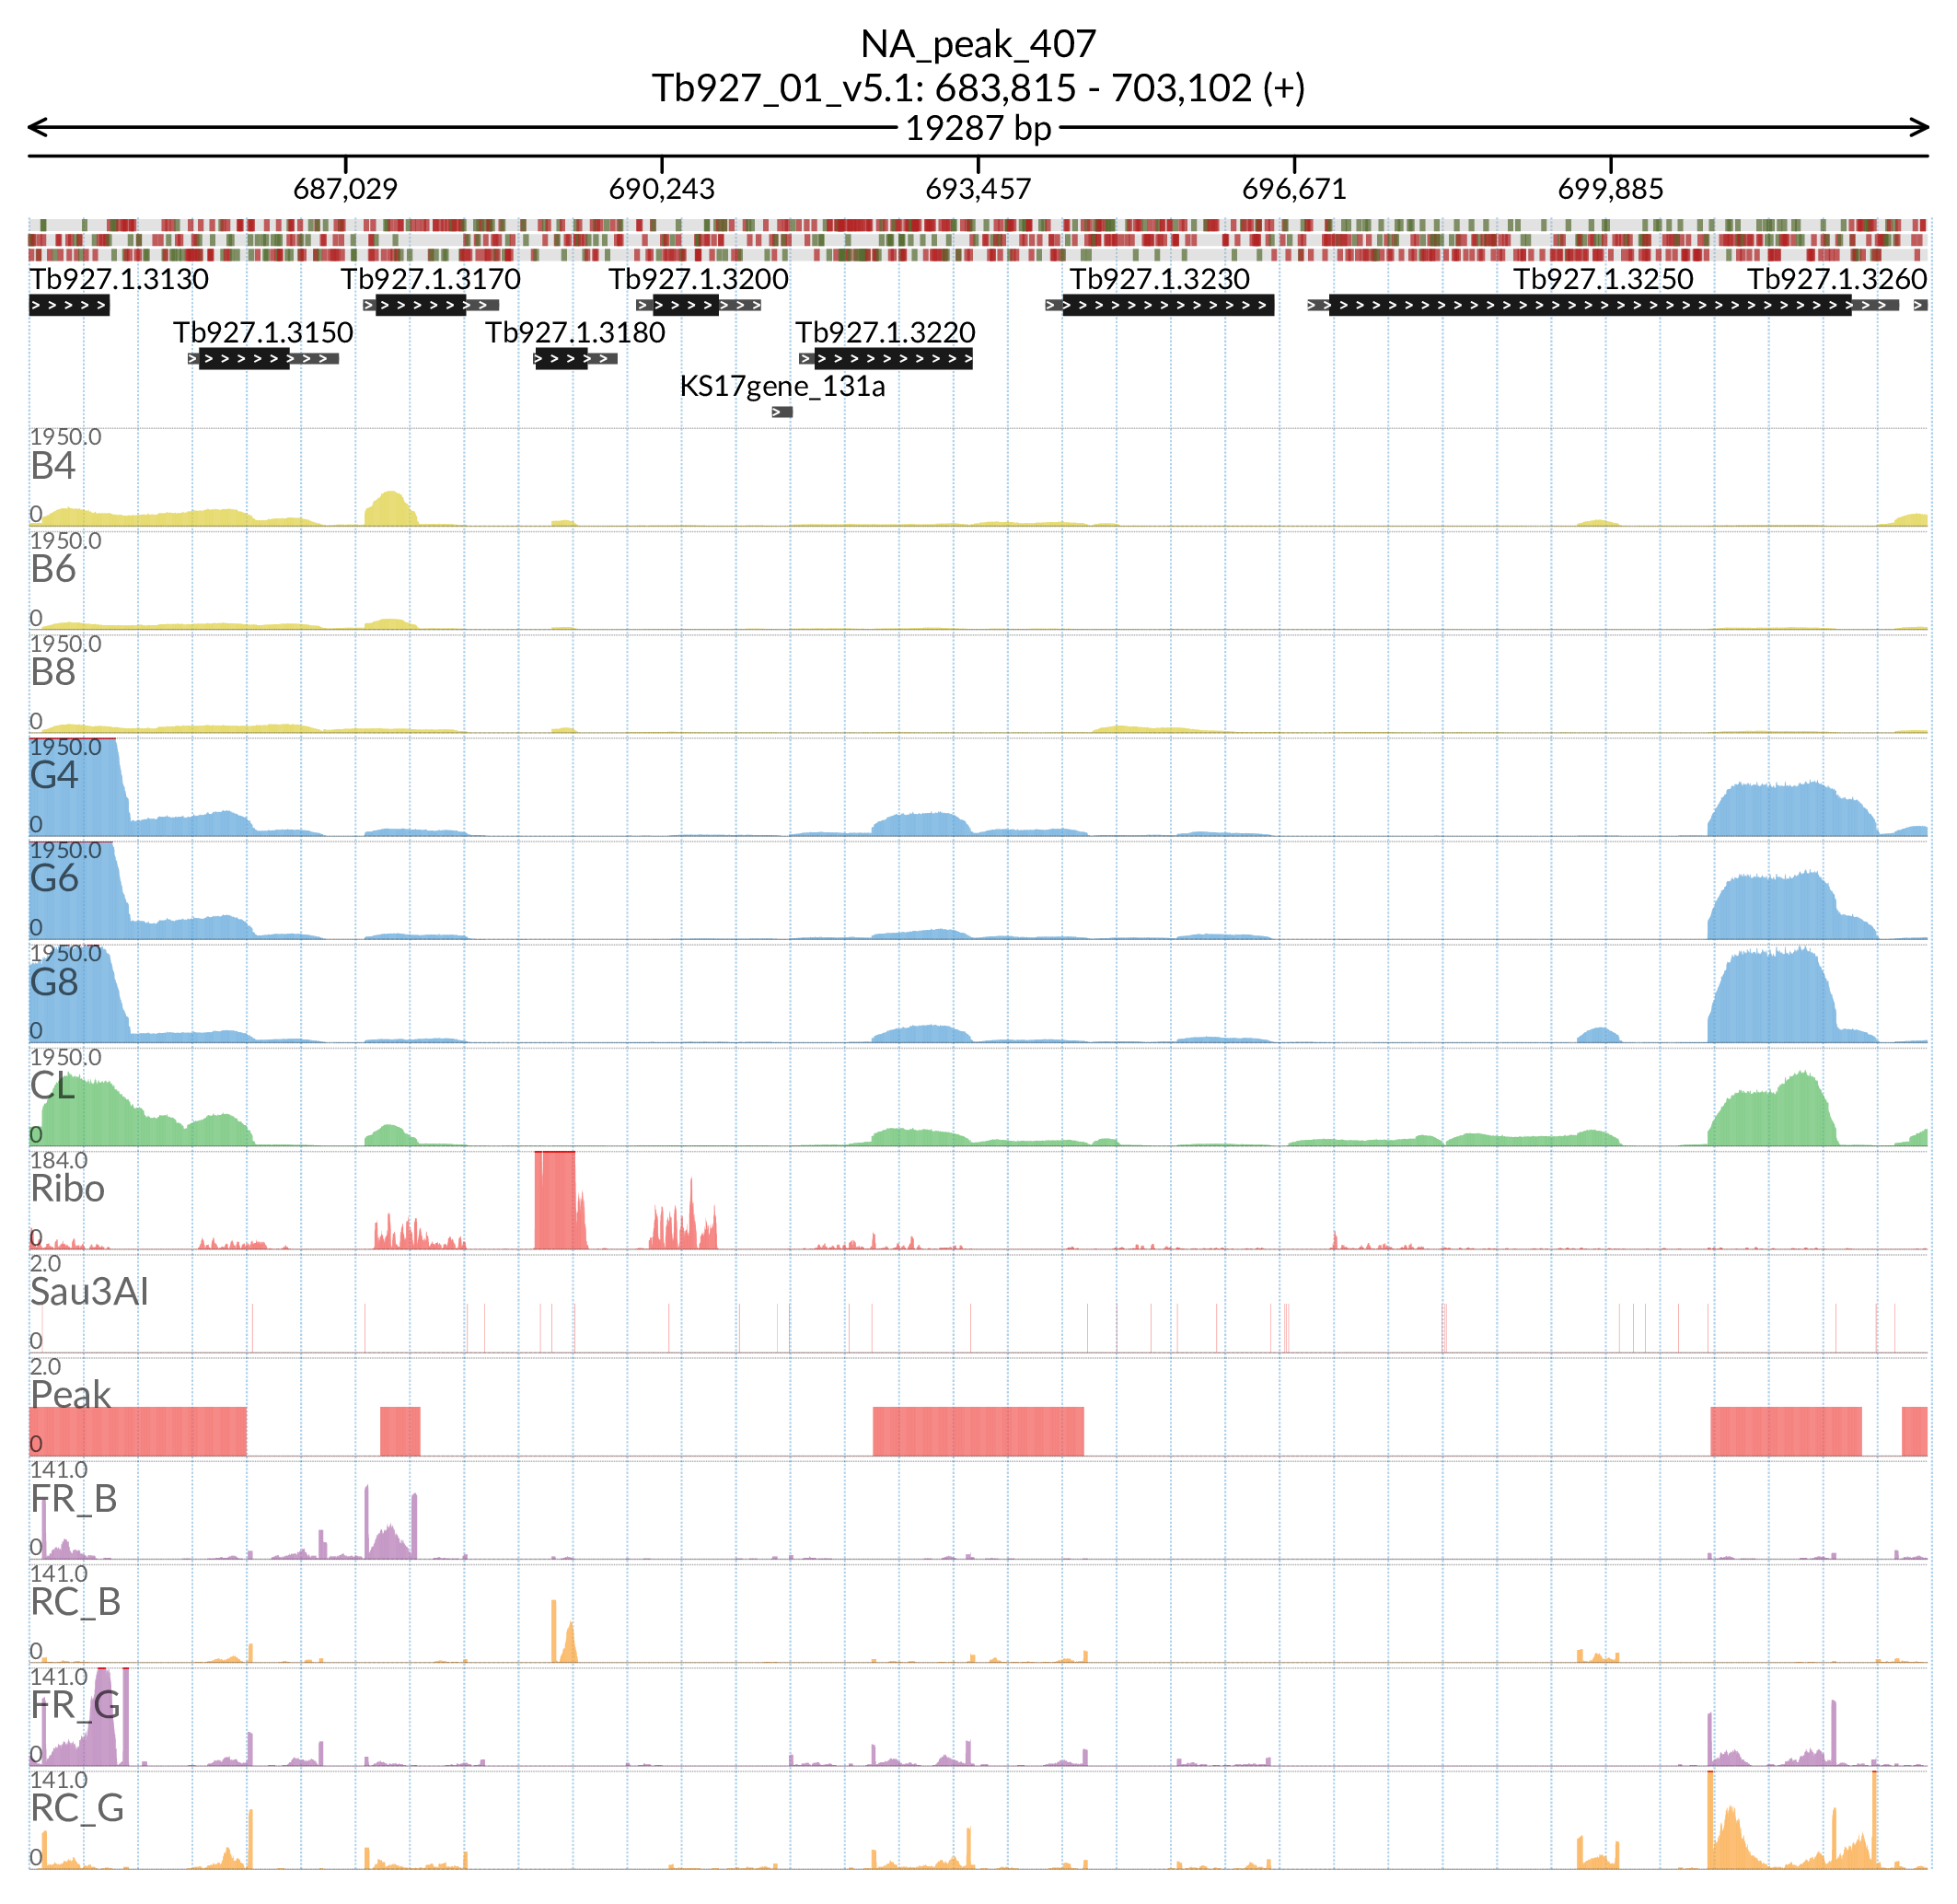 NA_peak_407
Tb927_01_v5.1: 683,815 - 703,102 (+)
19287 bp
687,029 690,243 693,457 696,671 699,885
Tb927.1.3130 Tb927.1.3170 Tb927.1.3200 Tb927.1.3230 Tb927.1.3250 Tb927.1.3260
Tb927.1.3150 Tb927.1.3180 Tb927.1.3220
KS17gene_131a
1950.0
B4
0
1950.0
B6
0
1950.0
B8
0
1950.0
G4
0
1950.0
G6
0
1950.0
G8
0
1950.0
CL
0
184.0
Ribo
0
2.0
Sau3AI
0
2.0
Peak
0
141.0
FR_B
0
141.0
RC_B
0
141.0
FR_G
0
141.0
RC_G
0